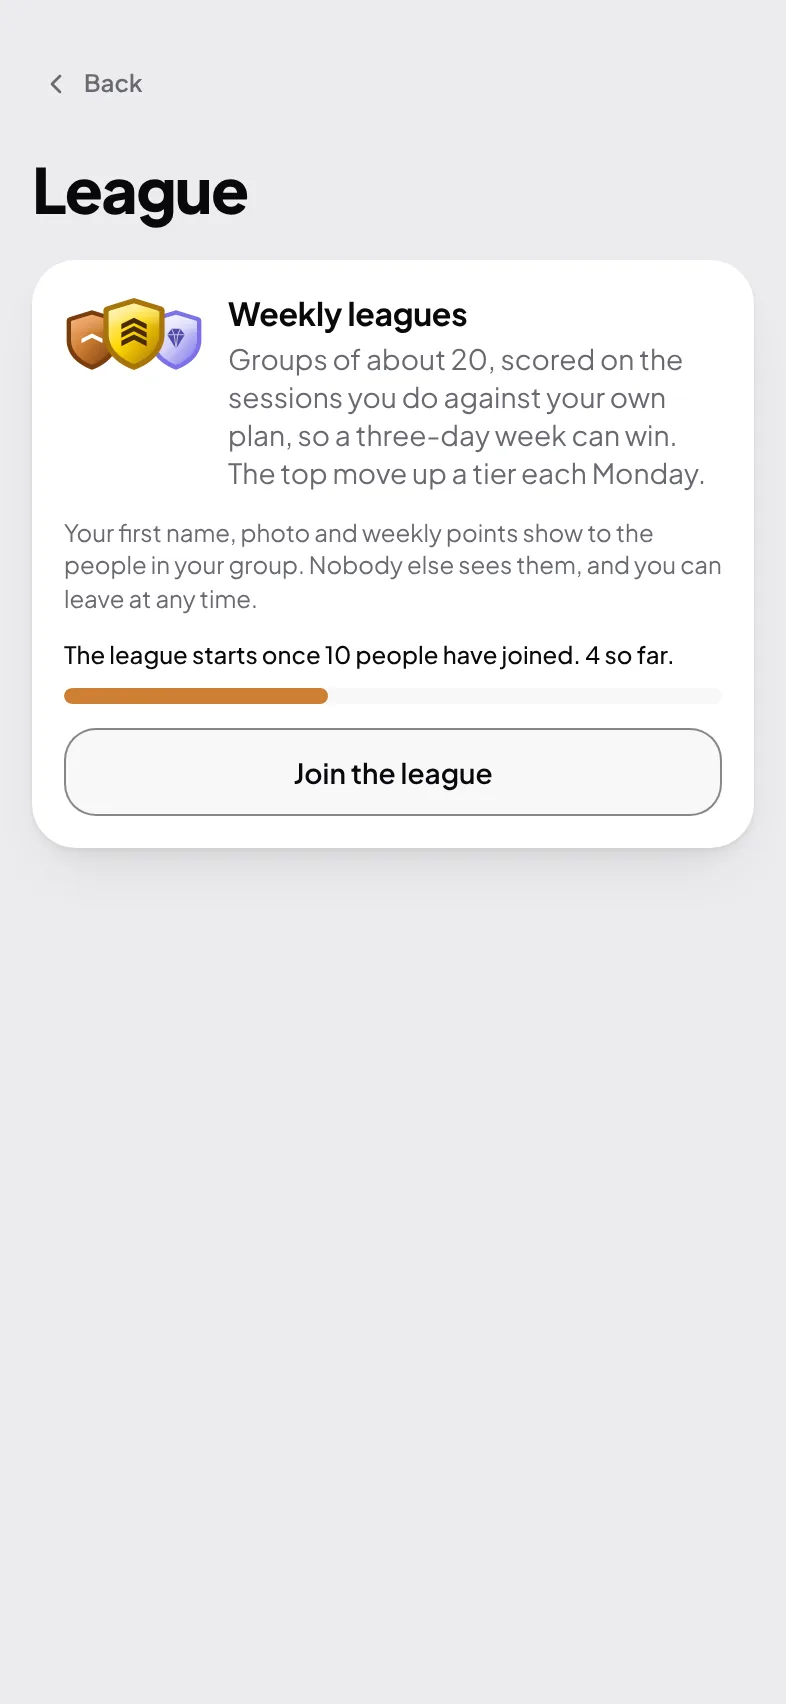 Back
League
Weekly leagues
Groups of about 20, scored on the
sessions you do against your own
plan, so a three-day week can win.
The top move up a tier each Monday.
Your first name, photo and weekly points show to the
people in your group. Nobody else sees them, and you can
leave at any time.
The league starts once 10 people have joined. 4 so far.
Join the league